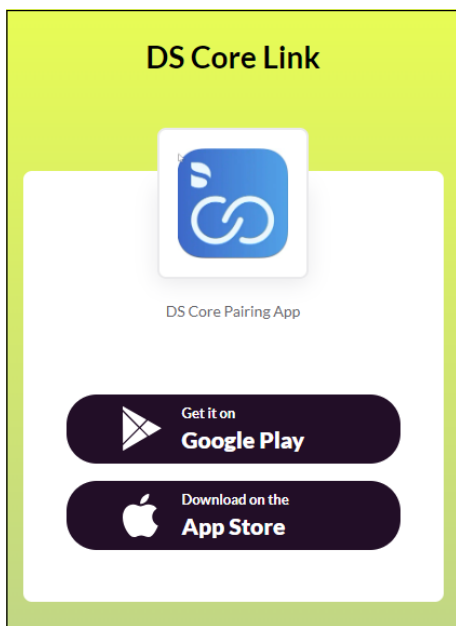 DS Core Link
DS Core Pairing App
Get it on
Google Play
Download on the
App Store